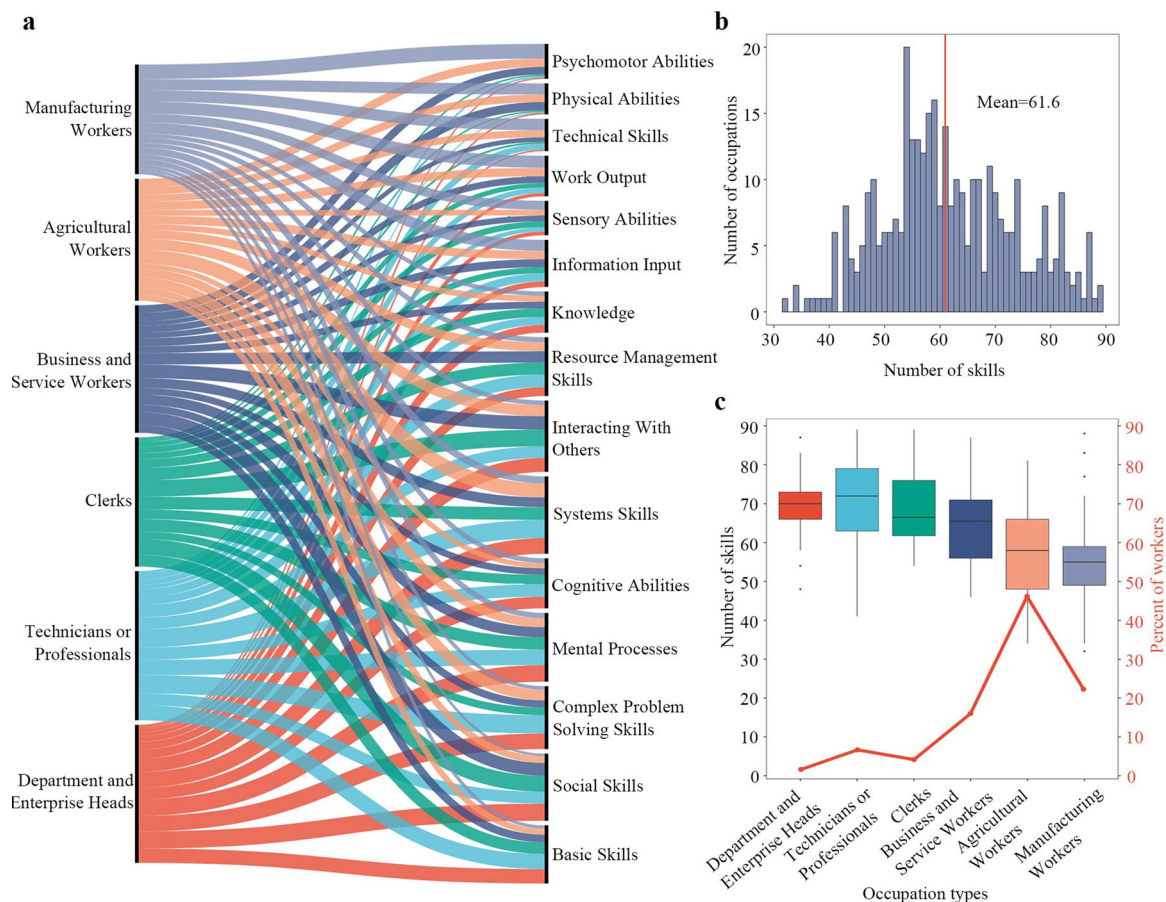 a
Manufacturing
Workers
Agricultural
Workers
Business and
Service Workers
Clerks
Technicians or
Professionals
Department and
Enterprise Heads
Psychomotor Abilities
Physical Abilities
Technical Skills
Work Output
Sensory Abilities
Information Input
Knowledge
Resource Management
Skills
Interacting With
Others
Systems Skills
Cognitive Abilities
Mental Processes
Complex Problem
Solving Skills
Social Skills
Basic Skills
b
Number of occupations
20
15
10
5
0
Mean=61.6
30 40 50 60 70 80 90
Number of skills
c
Number of skills
90
80
70
60
50
40
30
20
10
0
90
80
70
60
50
40
30
20
10
0
Percent of workers
Department and
Enterprise Heads
Technicians or
Professionals
Clerks
Business and
Service Workers
Agricultural
Workers
Manufacturing
Workers
Occupation types